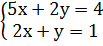 5x + 2y = 4
2x + y = 1